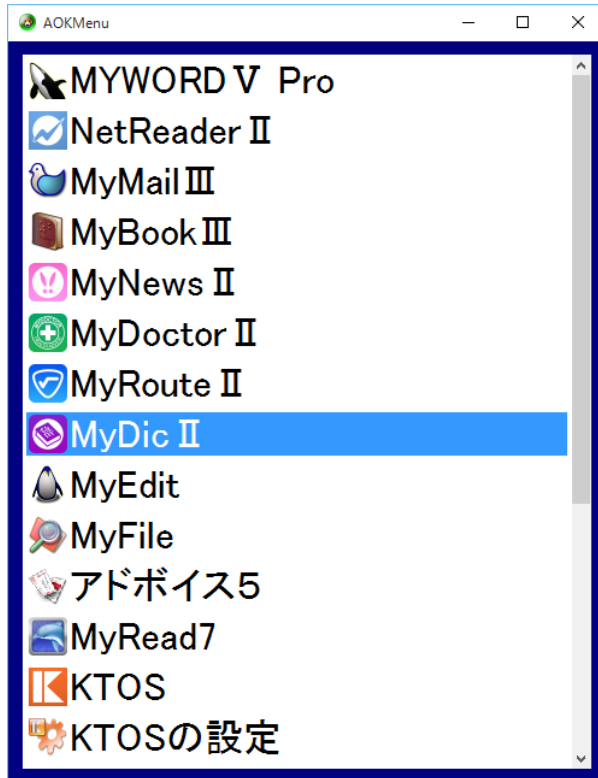 AOKMenu
MYWORDⅤ Pro
NetReaderⅡ
MyMailⅢ
MyBookⅢ
MyNewsⅡ
MyDoctorⅡ
MyRouteⅡ
MyDicⅡ
MyEdit
MyFile
アドボイス5
MyRead7
KTOS
KTOSの設定